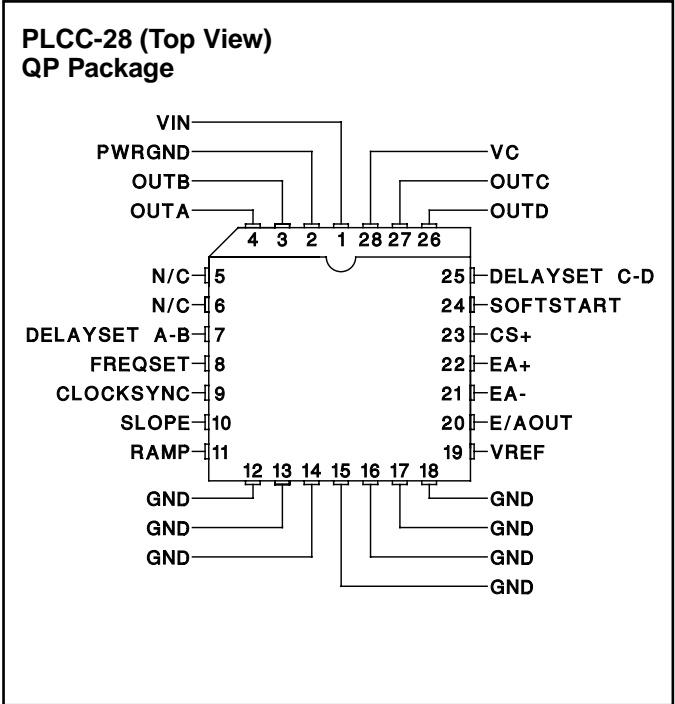 PLCC-28 (Top View)
QP Package
VIN
PWRGND
VC
OUTB
OUTC
OUTA
OUTD
4 3 2 1 28 27 26
N/C 5
25 DELAYSET C-D
N/C 6
24 SOFTSTART
DELAYSET A-B 7
23 CS+
FREQSET 8
22 EA+
CLOCKSYNC 9
21 EA-
SLOPE 10
20 E/AOUT
RAMP 11
19 VREF
12 13 14 15 16 17 18
GND
GND
GND
GND
GND
GND
GND